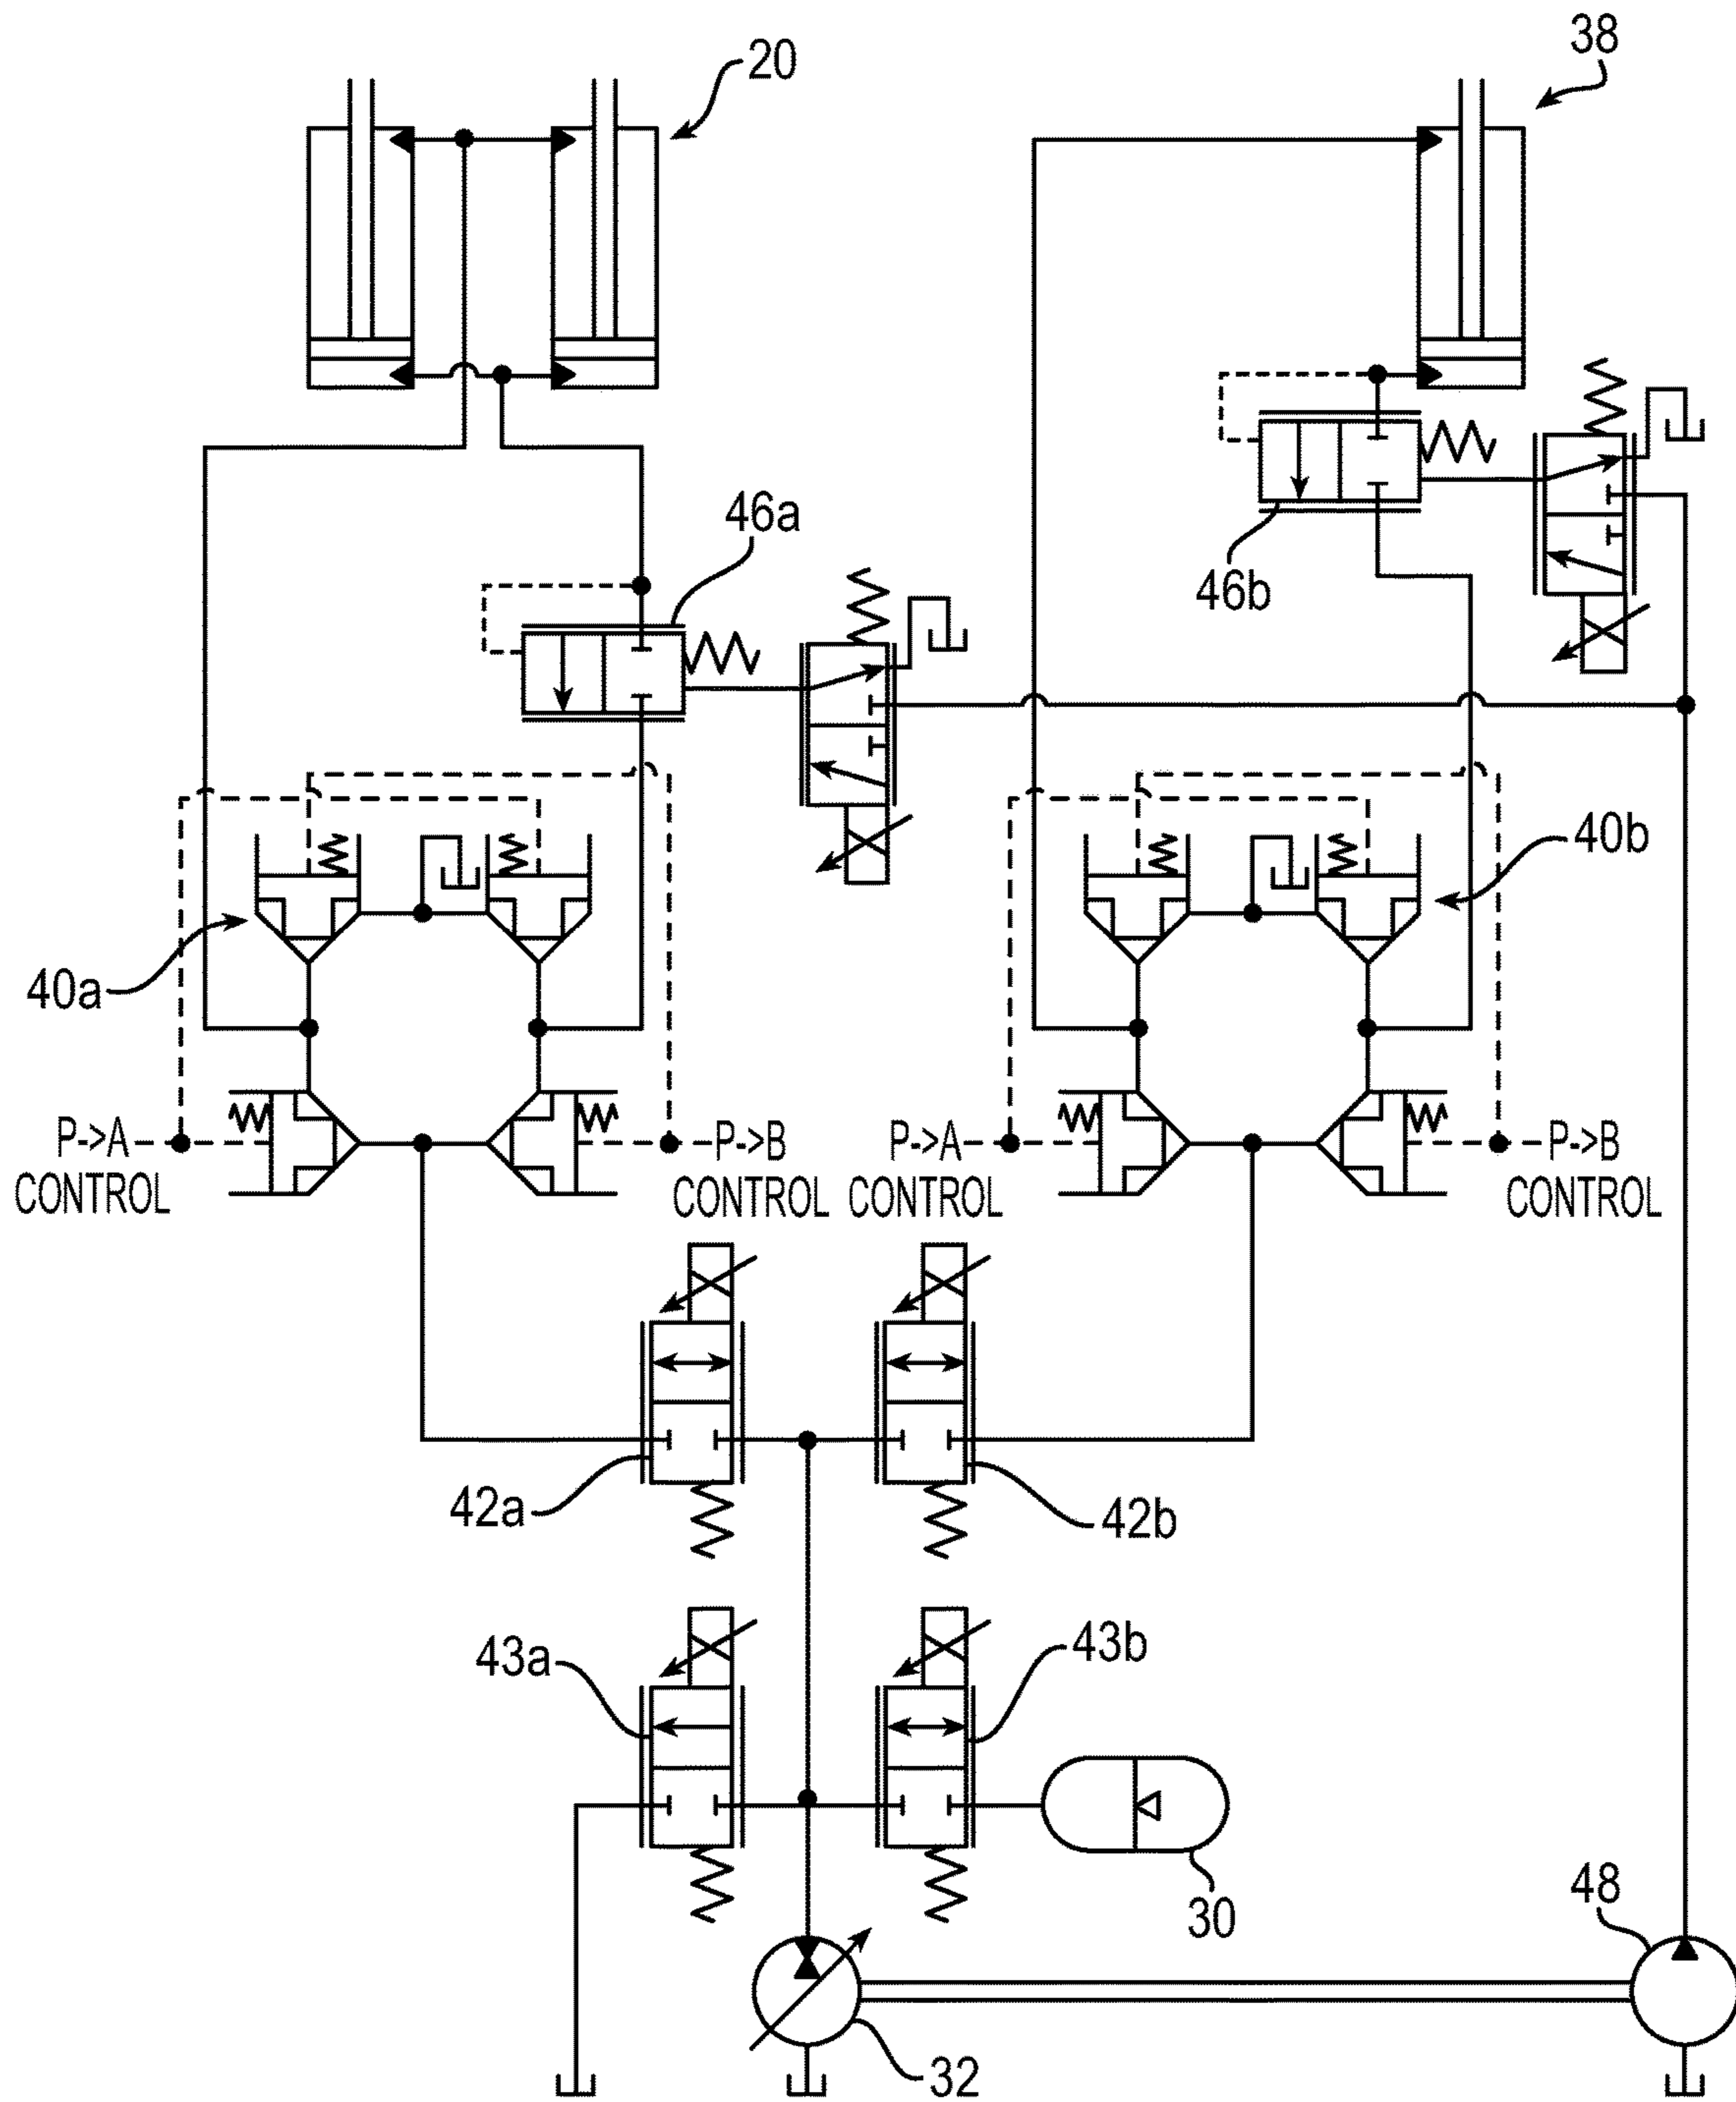 38
20
46a
46b
40b
40a
P->A
CONTROL
P->B
CONTROL
P->A
CONTROL
P->B
CONTROL
42a
42b
43a
43b
30
48
32